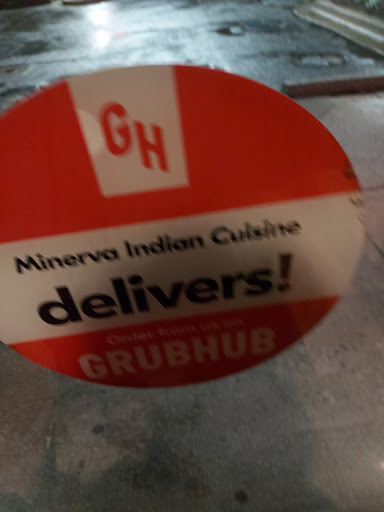 GH
Minerva Indian Cuisine
delivers!
Order from us on
GRUBHUB